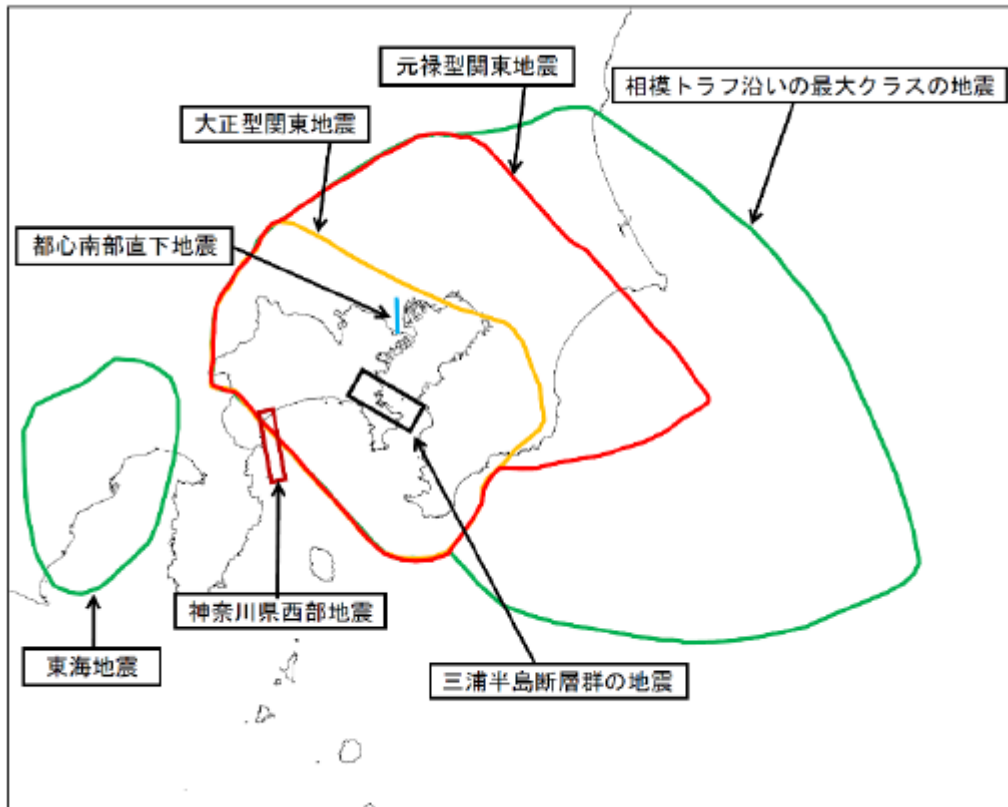 元禄型関東地震
相模トラフ沿いの最大クラスの地震
大正型関東地震
都心南部直下地震
神奈川県西部地震
東海地震
三浦半島断層群の地震